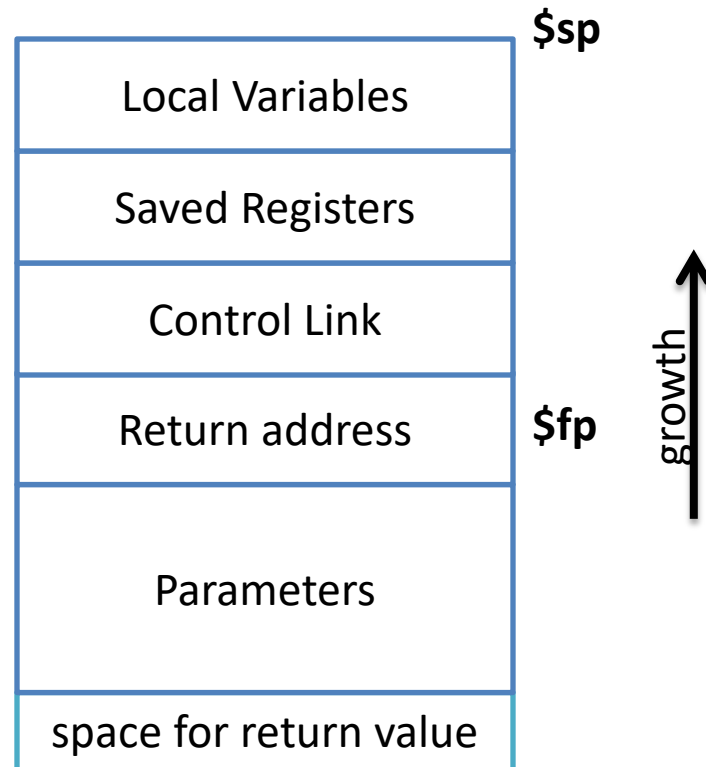 $sp
Local Variables
Saved Registers
Control Link
Return address
$fp
growth
Parameters
space for return value